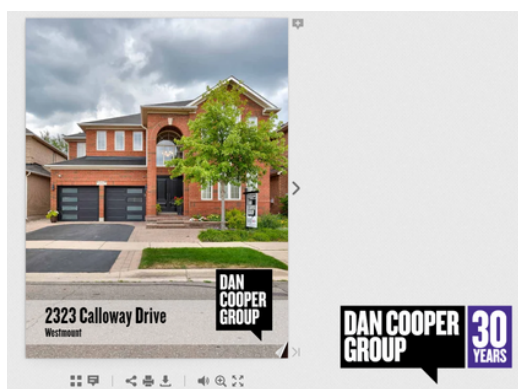 2323 Calloway Drive
Westmount
DAN
COOPER
GROUP
DAN COOPER
GROUP
30
YEARS